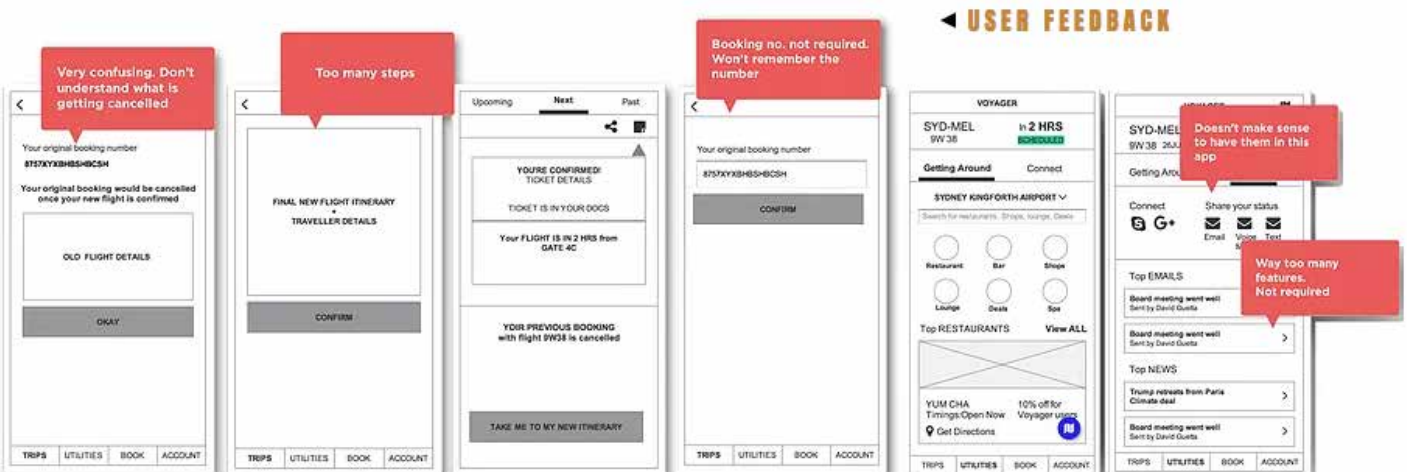 ◄ USER FEEDBACK
Very confusing. Don't
understand what is
getting cancelled
Your original booking number
8757XYXBHBSHBCSH
Your original booking would be cancelled
once your new flight is confirmed
OLD FLIGHT DETAILS
OKAY
TRIPS UTILITIES BOOK ACCOUNT
Too many steps
FINAL NEW FLIGHT ITINERARY
+
TRAVELLER DETAILS
CONFIRM
TRIPS UTILITIES BOOK ACCOUNT
Upcoming Next Past
YOU'RE CONFIRMED!
TICKET DETAILS
TICKET IS IN YOUR DOCS
Your FLIGHT IS IN 2 HRS from
GATE 4C
YOIR PREVIOUS BOOKING
with flight 9W38 is cancelled
TAKE ME TO MY NEW ITINERARY
Booking no. not required.
Won't remember the
number
Your original booking number
8757XYXBHBSHBCSH
CONFIRM
TRIPS UTILITIES BOOK ACCOUNT
VOYAGER
SYD-MEL In 2 HRS
9W 38 SCHEDULED
Getting Around Connect
SYDNEY KINGFORTH AIRPORT
Search for restaurants, Shops, lounge, Deals
Restaurant Bar Shops
Lounge Deals Spa
Top RESTAURANTS View ALL
YUM CHA 10% off for
Timings:Open Now Voyager users
Get Directions
TRIPS UTILITIES BOOK ACCOUNT
SYD-MEL
9W 38
Doesn't make sense
to have them in this
app
Getting
Connect Share your status
G+
Email Voice Text
Way too many
features.
Not required
Top EMAILS
Board meeting went well
Sent by David Guetta
Board meeting went well
Sent by David Guetta
Top NEWS
Trump retreats from Paris
Climate deal
Board meeting went well
Sent by David Guetta
TRIPS UTILITIES BOOK ACCOUNT